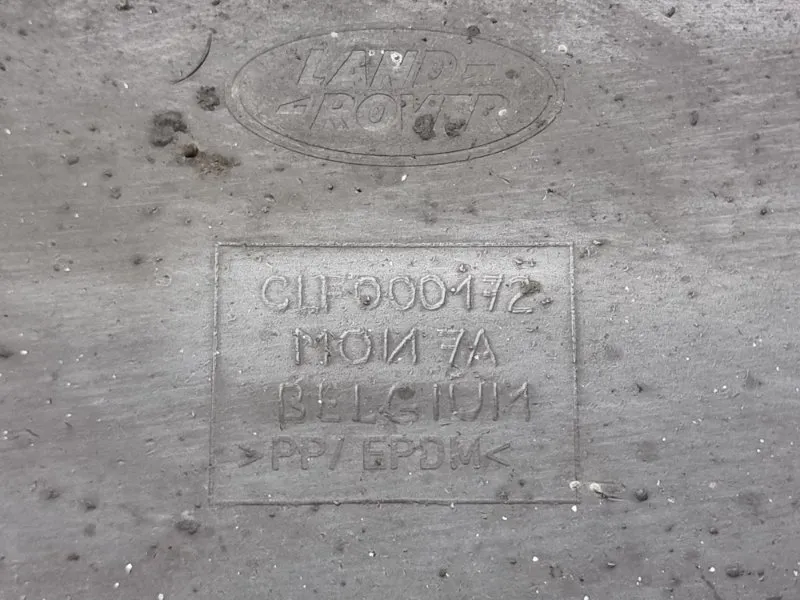 LAND-
ROVER
CLF000172
MON 7A
BELGIUM
>PP/EPDM<